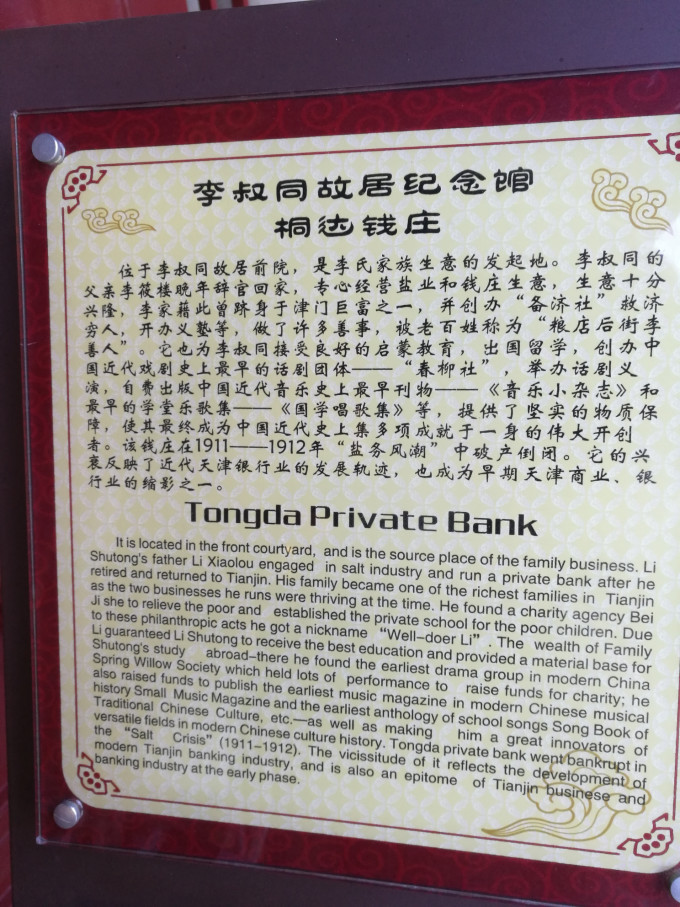 李叔同故居纪念馆
桐达钱庄
位于李叔同故居前院，是李氏家族生意的发起地。李叔同的
父亲李筱楼晚年辞官回家，专心经营盐业和钱庄生意，生意十分
兴隆，李家藉此曾跻身于津门巨富之一，并创办“备济社”救济
穷人，开办义塾等，做了许多善事，被老百姓称为“粮店后街李
善人”。它也为李叔同接受良好的启蒙教育，出国留学，创办中
国近代戏剧史上最早的话剧团体——“春柳社”，举办话剧义
演，自费出版中国近代音乐史上最早刊物——《音乐小杂志》和
最早的学堂乐歌集——《国学唱歌集》等，提供了坚实的物质保
障，使其最终成为中国近代史上集多项成就于一身的伟大开创
者。该钱庄在1911——1912年“盐务风潮”中破产倒闭。它的兴
衰反映了近代天津银行业的发展轨迹，也成为早期天津商业、银
行业的缩影之一。
Tongda Private Bank
It is located in the front courtyard, and is the source place of the family business. Li
Shutong's father Li Xiaolou engaged in salt industry and run a private bank after he
retired and returned to Tianjin. His family became one of the richest families in Tianjin
as the two businesses he runs were thriving at the time. He found a charity agency Bei
Ji she to relieve the poor and established the private school for the poor children. Due
to these philanthropic acts he got a nickname “Well-doer Li”. The wealth of Family
Li guaranteed Li Shutong to receive the best education and provided a material base for
Shutong's study abroad–there he found the earliest drama group in modern China
Spring Willow Society which held lots of performance to raise funds for charity; he
also raised funds to publish the earliest music magazine in modern Chinese musical
history Small Music Magazine and the earliest anthology of school songs Song Book of
Traditional Chinese Culture, etc.—as well as making him a great innovators of
versatile fields in modern Chinese culture history. Tongda private bank went bankrupt in
the “Salt Crisis”(1911–1912). The vicissitude of it reflects the development of
modern Tianjin banking industry, and is also an epitome of Tianjin businese and
banking industry at the early phase.